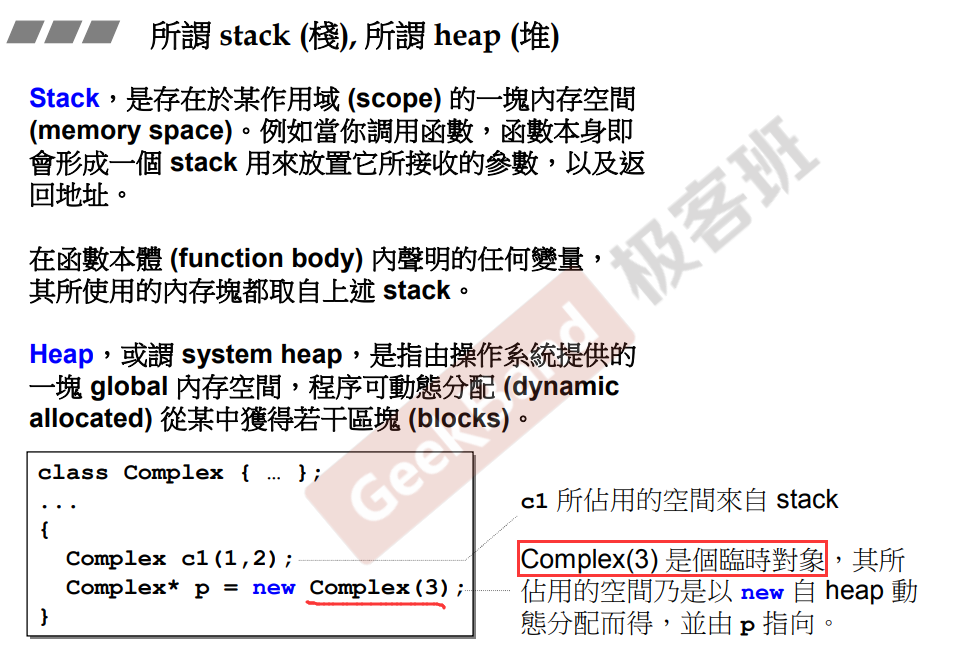 所謂 stack (棧), 所謂 heap (堆)
Stack，是存在於某作用域 (scope) 的一塊內存空間
(memory space)。例如當你調用函數，函數本身即
會形成一個 stack 用來放置它所接收的參數，以及返
回地址。
在函數本體 (function body) 內聲明的任何變量，
其所使用的內存塊都取自上述 stack。
Heap，或謂 system heap，是指由操作系統提供的
一塊 global 內存空間，程序可動態分配 (dynamic
allocated) 從某中獲得若干區塊 (blocks)。
class Complex { … };
...
{
Complex c1(1,2);
Complex* p = new Complex(3);
}
c1 所佔用的空間來自 stack
Complex(3) 是個臨時對象，其所
佔用的空間乃是以 new 自 heap 動
態分配而得，並由 p 指向。
GeekBand 极客班